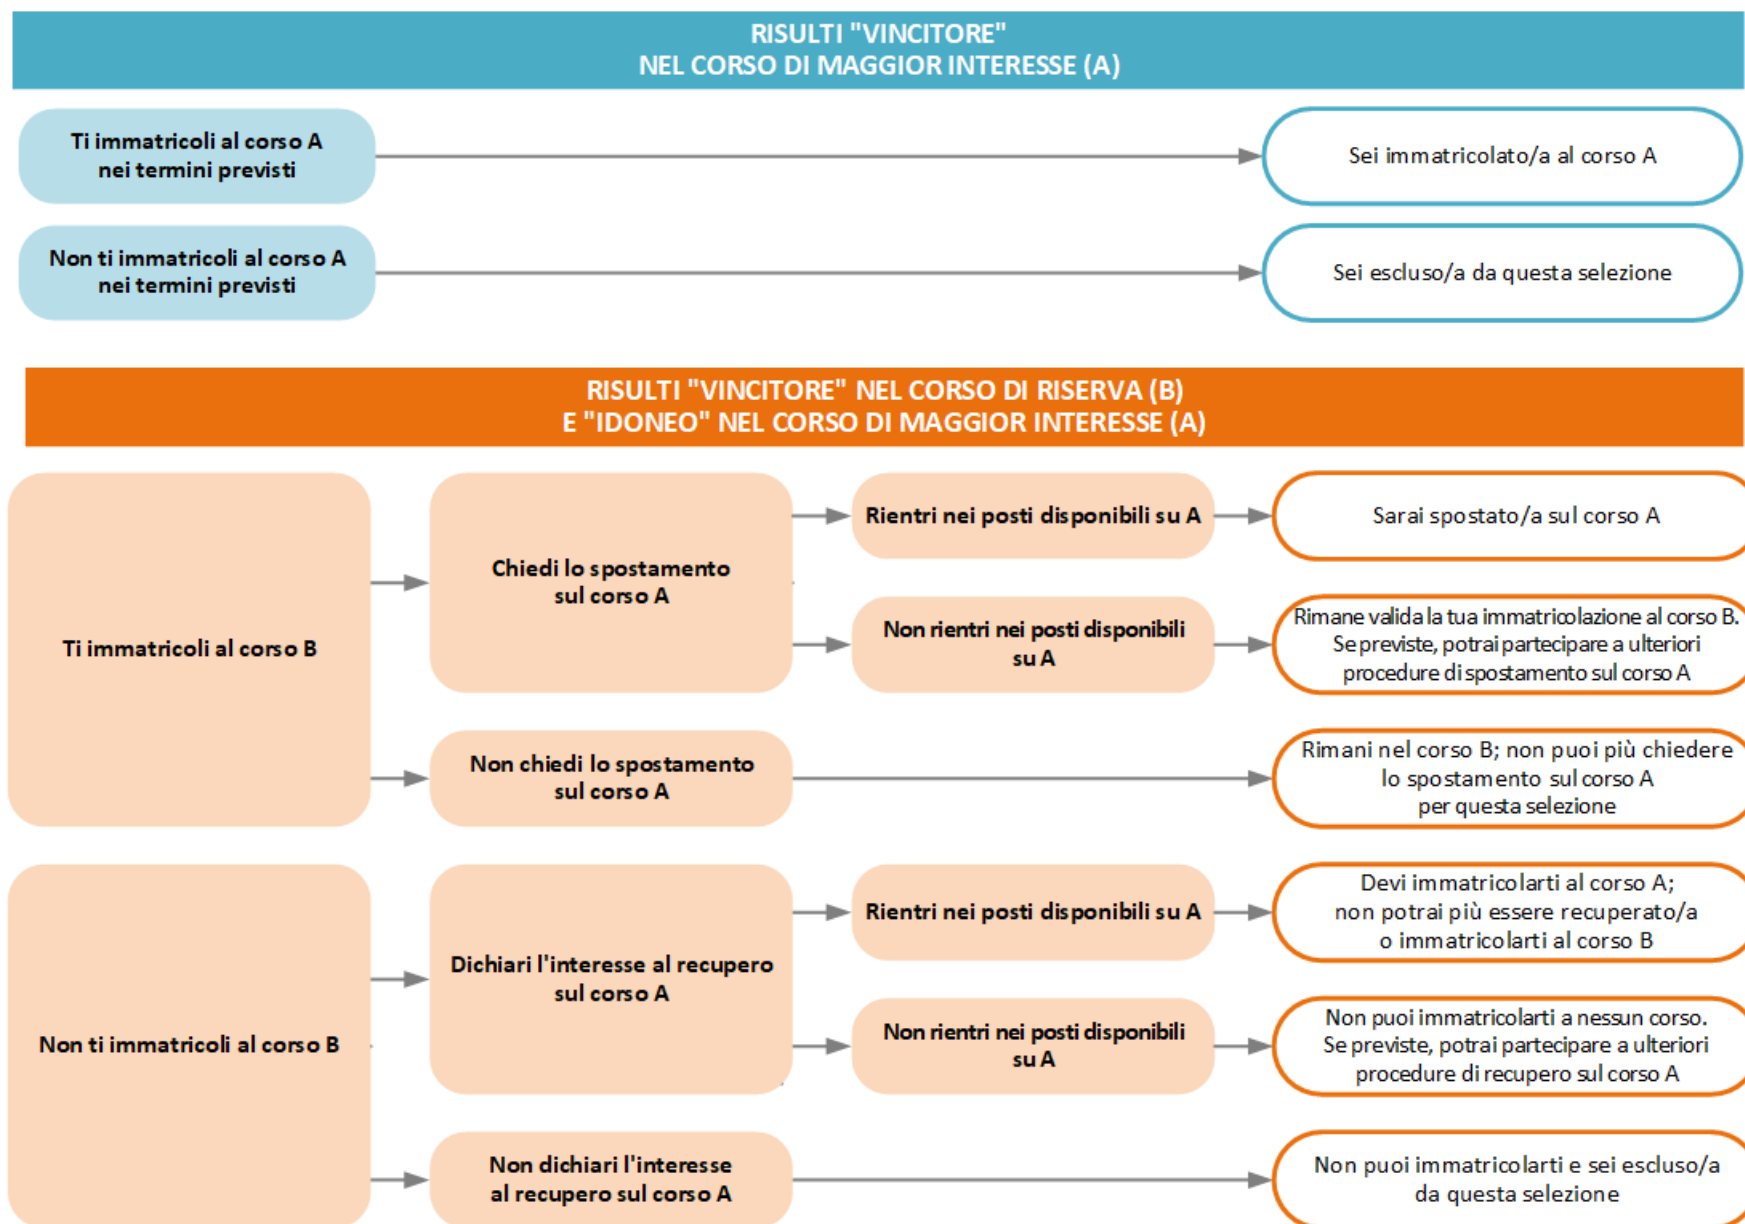 RISULTI "VINCITORE"
NEL CORSO DI MAGGIOR INTERESSE (A)
Ti immatricoli al corso A
nei termini previsti
Sei immatricolato/a al corso A
Non ti immatricoli al corso A
nei termini previsti
Sei escluso/a da questa selezione
RISULTI "VINCITORE" NEL CORSO DI RISERVA (B)
E "IDONEO" NEL CORSO DI MAGGIOR INTERESSE (A)
Ti immatricoli al corso B
Chiedi lo spostamento
sul corso A
Rientri nei posti disponibili su A
Sarai spostato/a sul corso A
Non rientri nei posti disponibili
su A
Rimane valida la tua immatricolazione al corso B.
Se previste, potrai partecipare a ulteriori
procedure di spostamento sul corso A
Non chiedi lo spostamento
sul corso A
Rimani nel corso B; non puoi più chiedere
lo spostamento sul corso A
per questa selezione
Non ti immatricoli al corso B
Dichiari l'interesse al recupero
sul corso A
Rientri nei posti disponibili su A
Devi immatricolarti al corso A;
non potrai più essere recuperato/a
o immatricolarti al corso B
Non rientri nei posti disponibili
su A
Non puoi immatricolarti a nessun corso.
Se previste, potrai partecipare a ulteriori
procedure di recupero sul corso A
Non dichiari l'interesse
al recupero sul corso A
Non puoi immatricolarti e sei escluso/a
da questa selezione